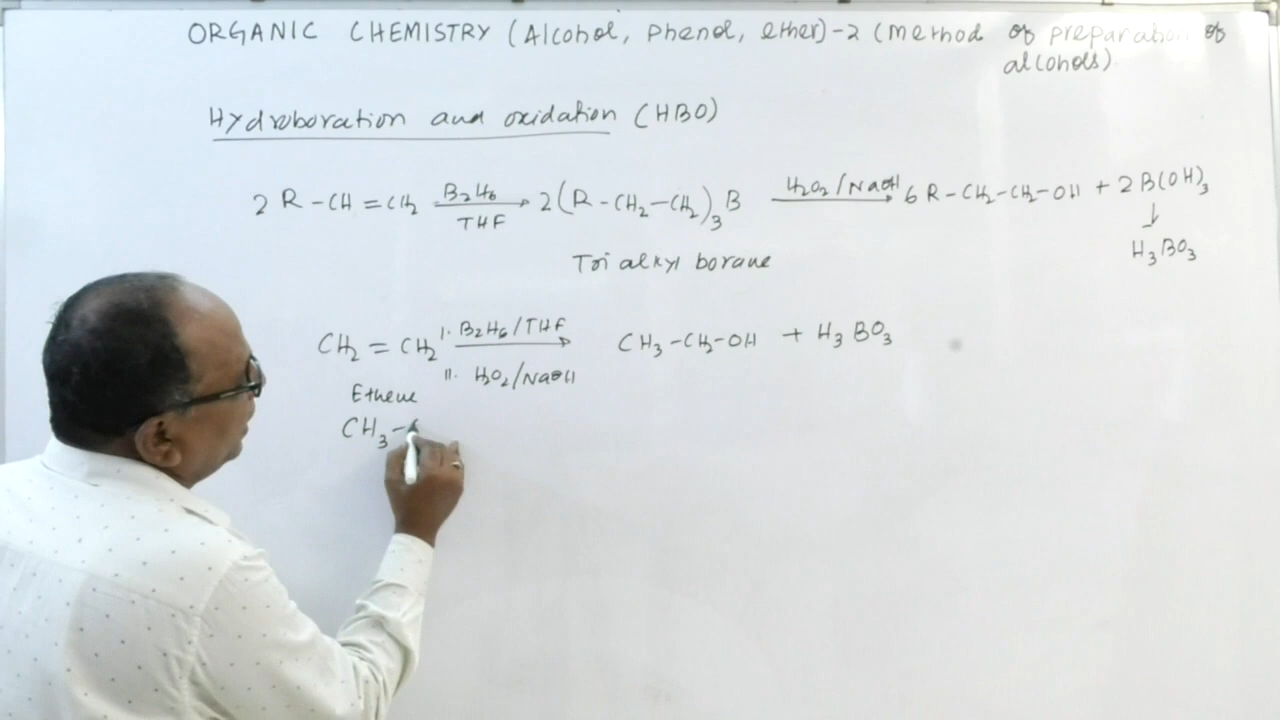 ORGANIC CHEMISTRY (Alcohol, Phenol, ether)-2 (Method of preparation of
alcohols)
Hydroboration and oxidation (HBO)
2 R-CH=CH2 B2H6 THF → 2(R-CH2-CH2)3B H2O2/NaOH → 6 R-CH2-CH2-OH + 2B(OH)3
↓
H3BO3
Tri alkyl borane
CH2=CH2 I. B2H6/THF II. H2O2/NaOH → CH3-CH2-OH + H3BO3
Ethene
CH3-